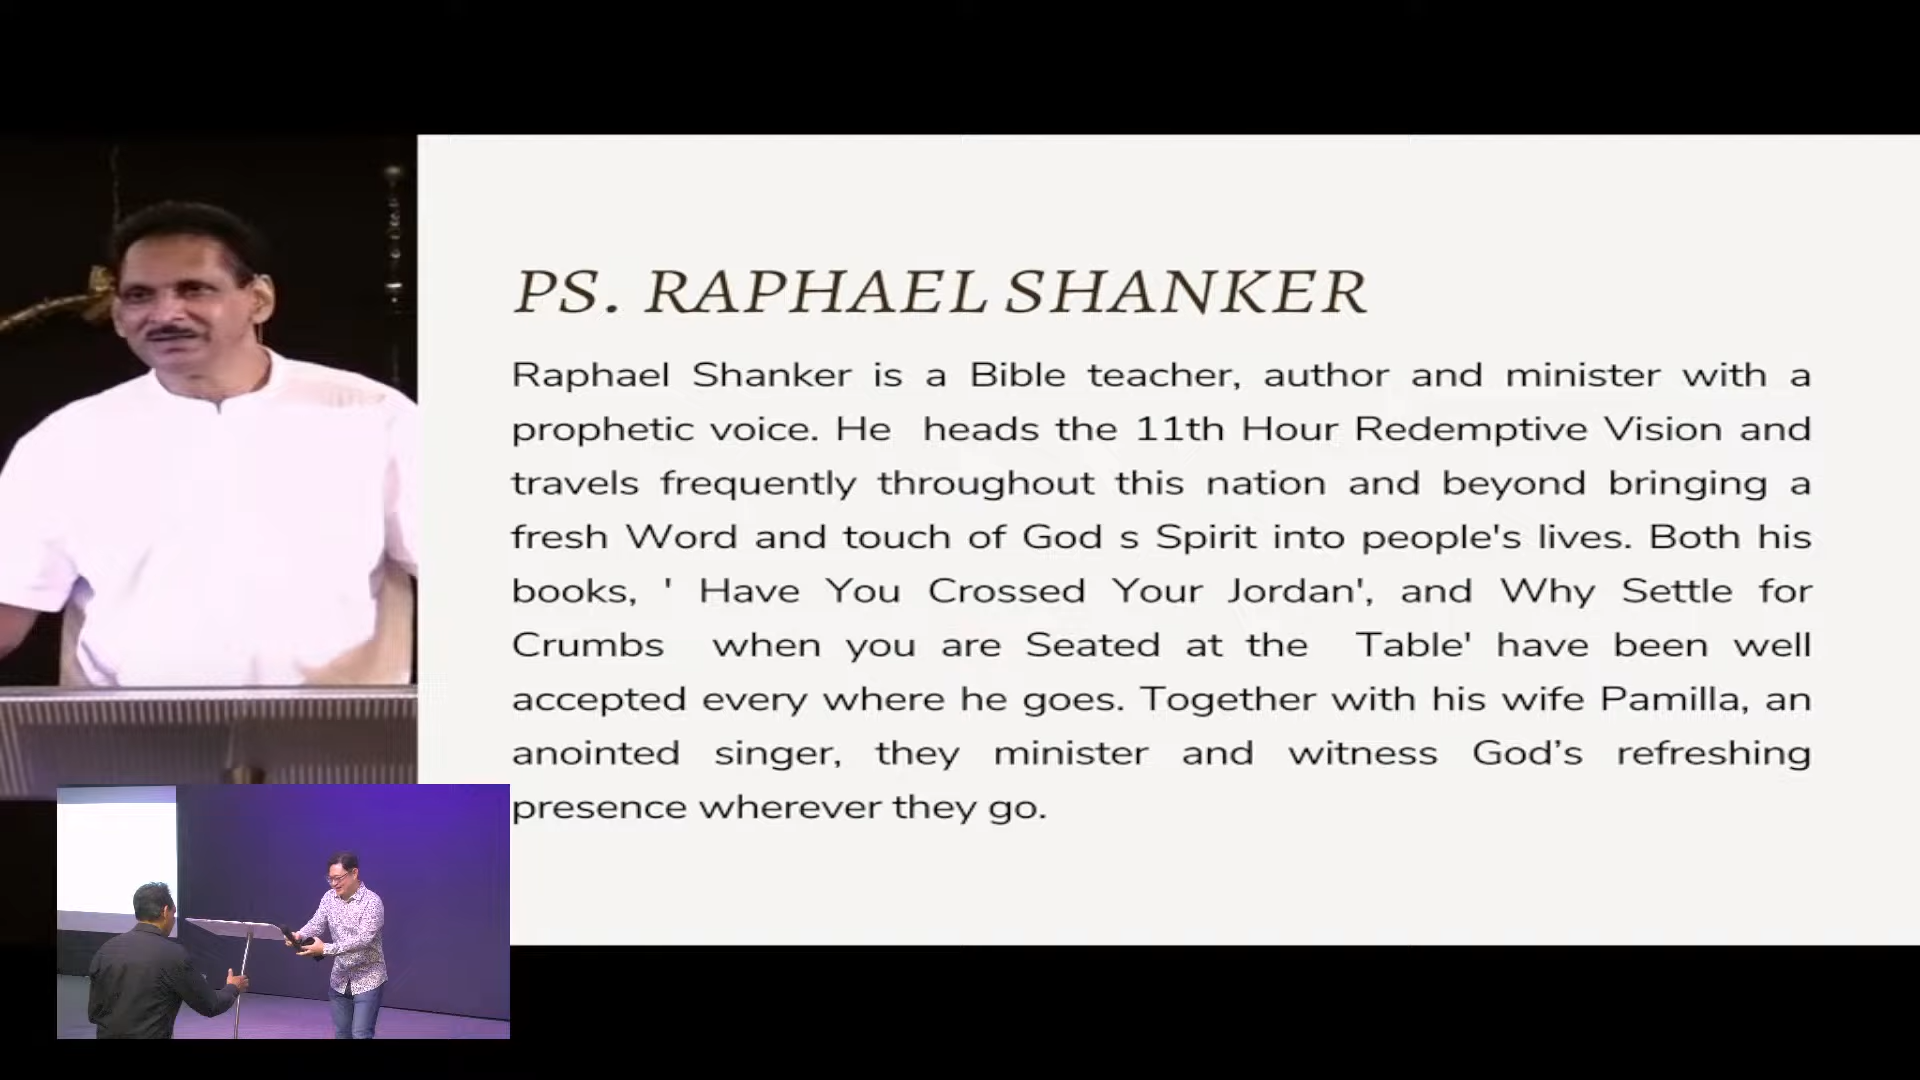 PS. RAPHAEL SHANKER
Raphael Shanker is a Bible teacher, author and minister with a
prophetic voice. He heads the 11th Hour Redemptive Vision and
travels frequently throughout this nation and beyond bringing a
fresh Word and touch of God s Spirit into people's lives. Both his
books, ' Have You Crossed Your Jordan', and Why Settle for
Crumbs when you are Seated at the Table' have been well
accepted every where he goes. Together with his wife Pamilla, an
anointed singer, they minister and witness God’s refreshing
presence wherever they go.